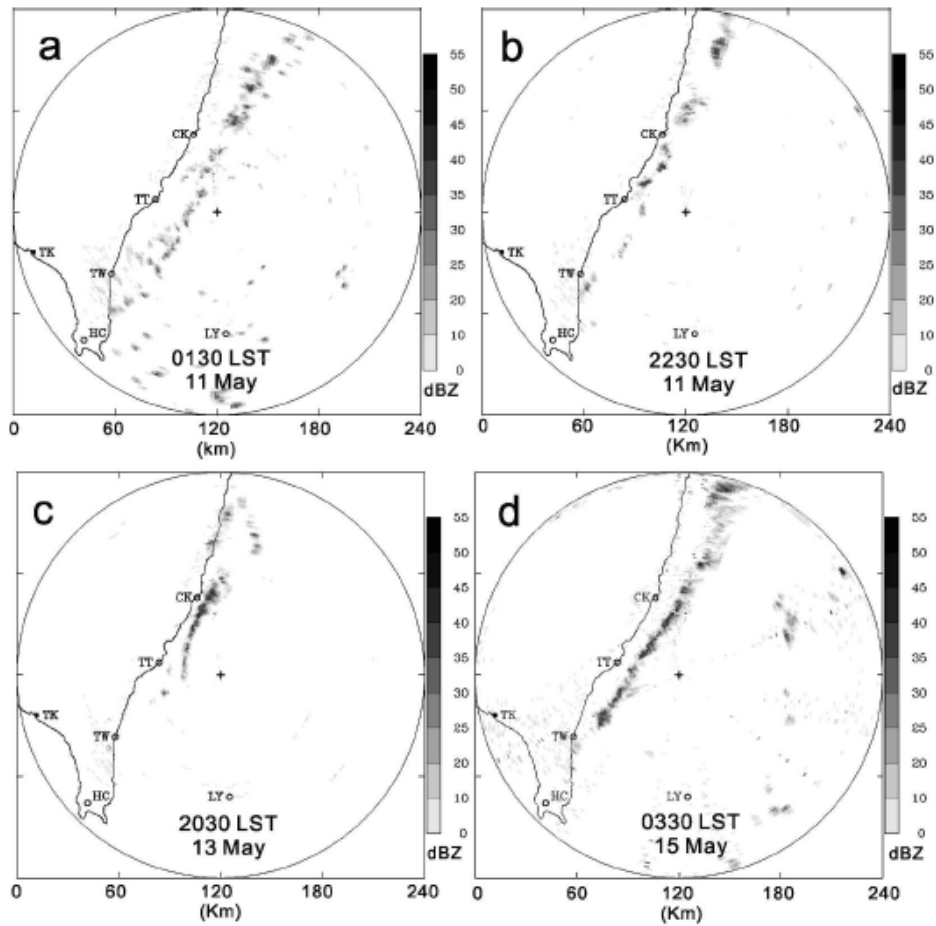 a
CK
TT
TK
TW
HC
LY
0130 LST
11 May
55
50
45
40
35
30
25
20
10
0
dBZ
0 60 120 180 240
(km)
b
CK
TT
TK
TW
HC
LY
2230 LST
11 May
55
50
45
40
35
30
25
20
10
0
dBZ
0 60 120 180 240
(Km)
c
CK
TT
TK
TW
HC
LY
2030 LST
13 May
55
50
45
40
35
30
25
20
10
0
dBZ
0 60 120 180 240
(Km)
d
CK
TT
TK
TW
HC
LY
0330 LST
15 May
55
50
45
40
35
30
25
20
10
0
dBZ
0 60 120 180 240
(Km)